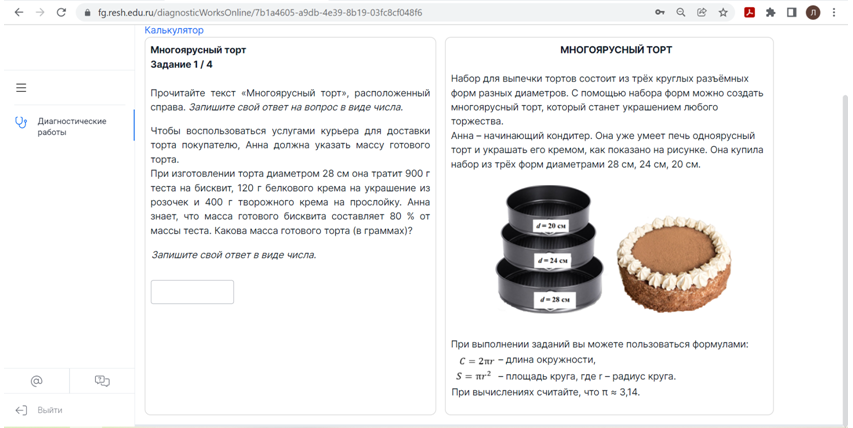 fg.resh.edu.ru/diagnosticWorksOnline/7b1a4605-a9db-4e39-8b19-03fc8cf048f6
Л
Калькулятор
Диагностические
работы
@
Выйти
Многоярусный торт
Задание 1 / 4
Прочитайте текст «Многоярусный торт», расположенный
справа. Запишите свой ответ на вопрос в виде числа.
Чтобы воспользоваться услугами курьера для доставки
торта покупателю, Анна должна указать массу готового
торта.
При изготовлении торта диаметром 28 см она тратит 900 г
теста на бисквит, 120 г белкового крема на украшение из
розочек и 400 г творожного крема на прослойку. Анна
знает, что масса готового бисквита составляет 80 % от
массы теста. Какова масса готового торта (в граммах)?
Запишите свой ответ в виде числа.
МНОГОЯРУСНЫЙ ТОРТ
Набор для выпечки тортов состоит из трёх круглых разъёмных
форм разных диаметров. С помощью набора форм можно создать
многоярусный торт, который станет украшением любого
торжества.
Анна – начинающий кондитер. Она уже умеет печь одноярусный
торт и украшать его кремом, как показано на рисунке. Она купила
набор из трёх форм диаметрами 28 см, 24 см, 20 см.
d = 20 см
d = 24 см
d = 28 см
При выполнении заданий вы можете пользоваться формулами:
C = 2πr – длина окружности,
S = πr² – площадь круга, где r – радиус круга.
При вычислениях считайте, что π ≈ 3,14.